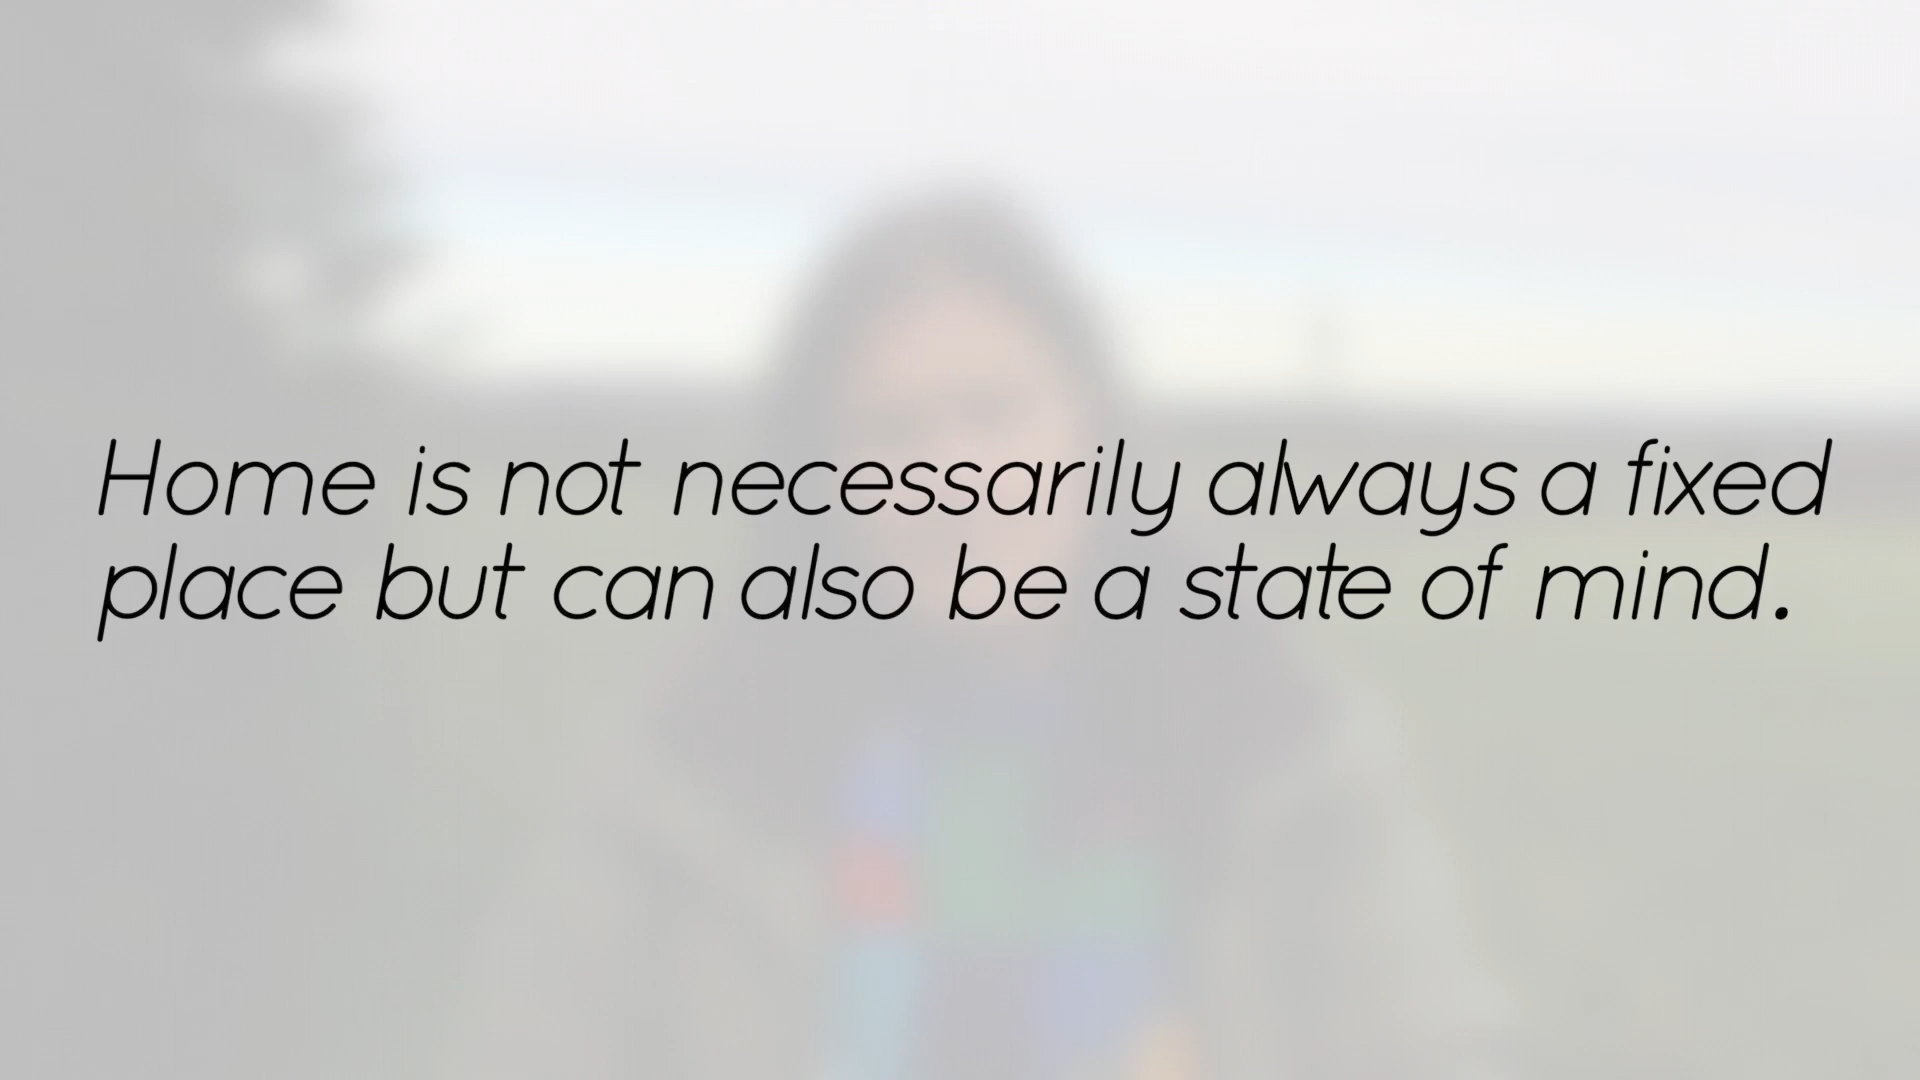 Home is not necessarily always a fixed
place but can also be a state of mind.